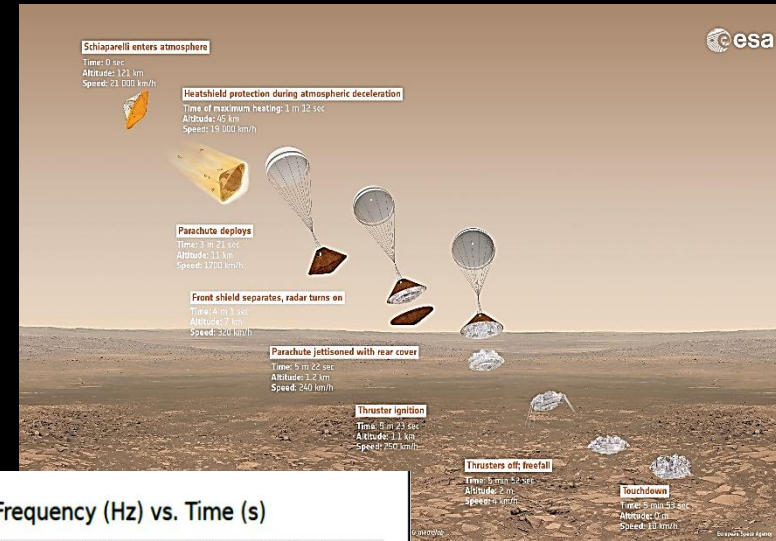 esa
Schiaparelli enters atmosphere
Time: 0 sec
Altitude: 121 km
Speed: 21 000 km/h
Heatshield protection during atmospheric deceleration
Time of maximum heating: 1 m 12 sec
Altitude: 45 km
Speed: 19 000 km/h
Parachute deploys
Time: 3 m 21 sec
Altitude: 11 km
Speed: 1700 km/h
Front shield separates, radar turns on
Time: 4 m 1 sec
Altitude: 7 km
Speed: 320 km/h
Parachute jettisoned with rear cover
Time: 5 m 22 sec
Altitude: 1.2 km
Speed: 240 km/h
Thruster ignition
Time: 5 m 23 sec
Altitude: 1.1 km
Speed: 250 km/h
Thrusters off; freefall
Time: 5 min 52 sec
Altitude: 2 m
Speed: 4 km/h
Touchdown
Time: 5 min 53 sec
Altitude: 0 m
Speed: 10 km/h
European Space Agency
Frequency (Hz) vs. Time (s)